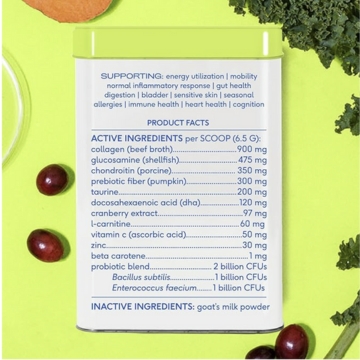 SUPPORTING: energy utilization | mobility
normal inflammatory response | gut health
digestion | bladder | sensitive skin | seasonal
allergies | immune health | heart health | cognition
PRODUCT FACTS
ACTIVE INGREDIENTS per SCOOP (6.5 G):
collagen (beef broth)....................900 mg
glucosamine (shellfish)..................475 mg
chondroitin (porcine)....................350 mg
prebiotic fiber (pumpkin)................300 mg
taurine..................................200 mg
docosahexaenoic acid (dha)...............120 mg
cranberry extract........................97 mg
l-carnitine..............................60 mg
vitamin c (ascorbic acid)................50 mg
zinc.....................................30 mg
beta carotene............................1 mg
probiotic blend..........................2 billion CFUs
Bacillus subtilis........................1 billion CFUs
Enterococcus faecium.....................1 billion CFUs
INACTIVE INGREDIENTS: goat's milk powder